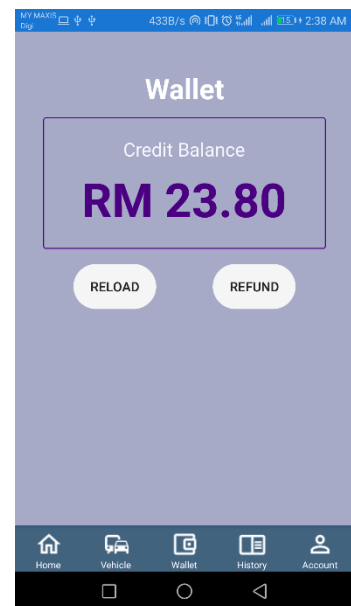 MY MAXIS
Digi
433B/s 15 2:38 AM
Wallet
Credit Balance
RM 23.80
RELOAD REFUND
Home Vehicle Wallet History Account